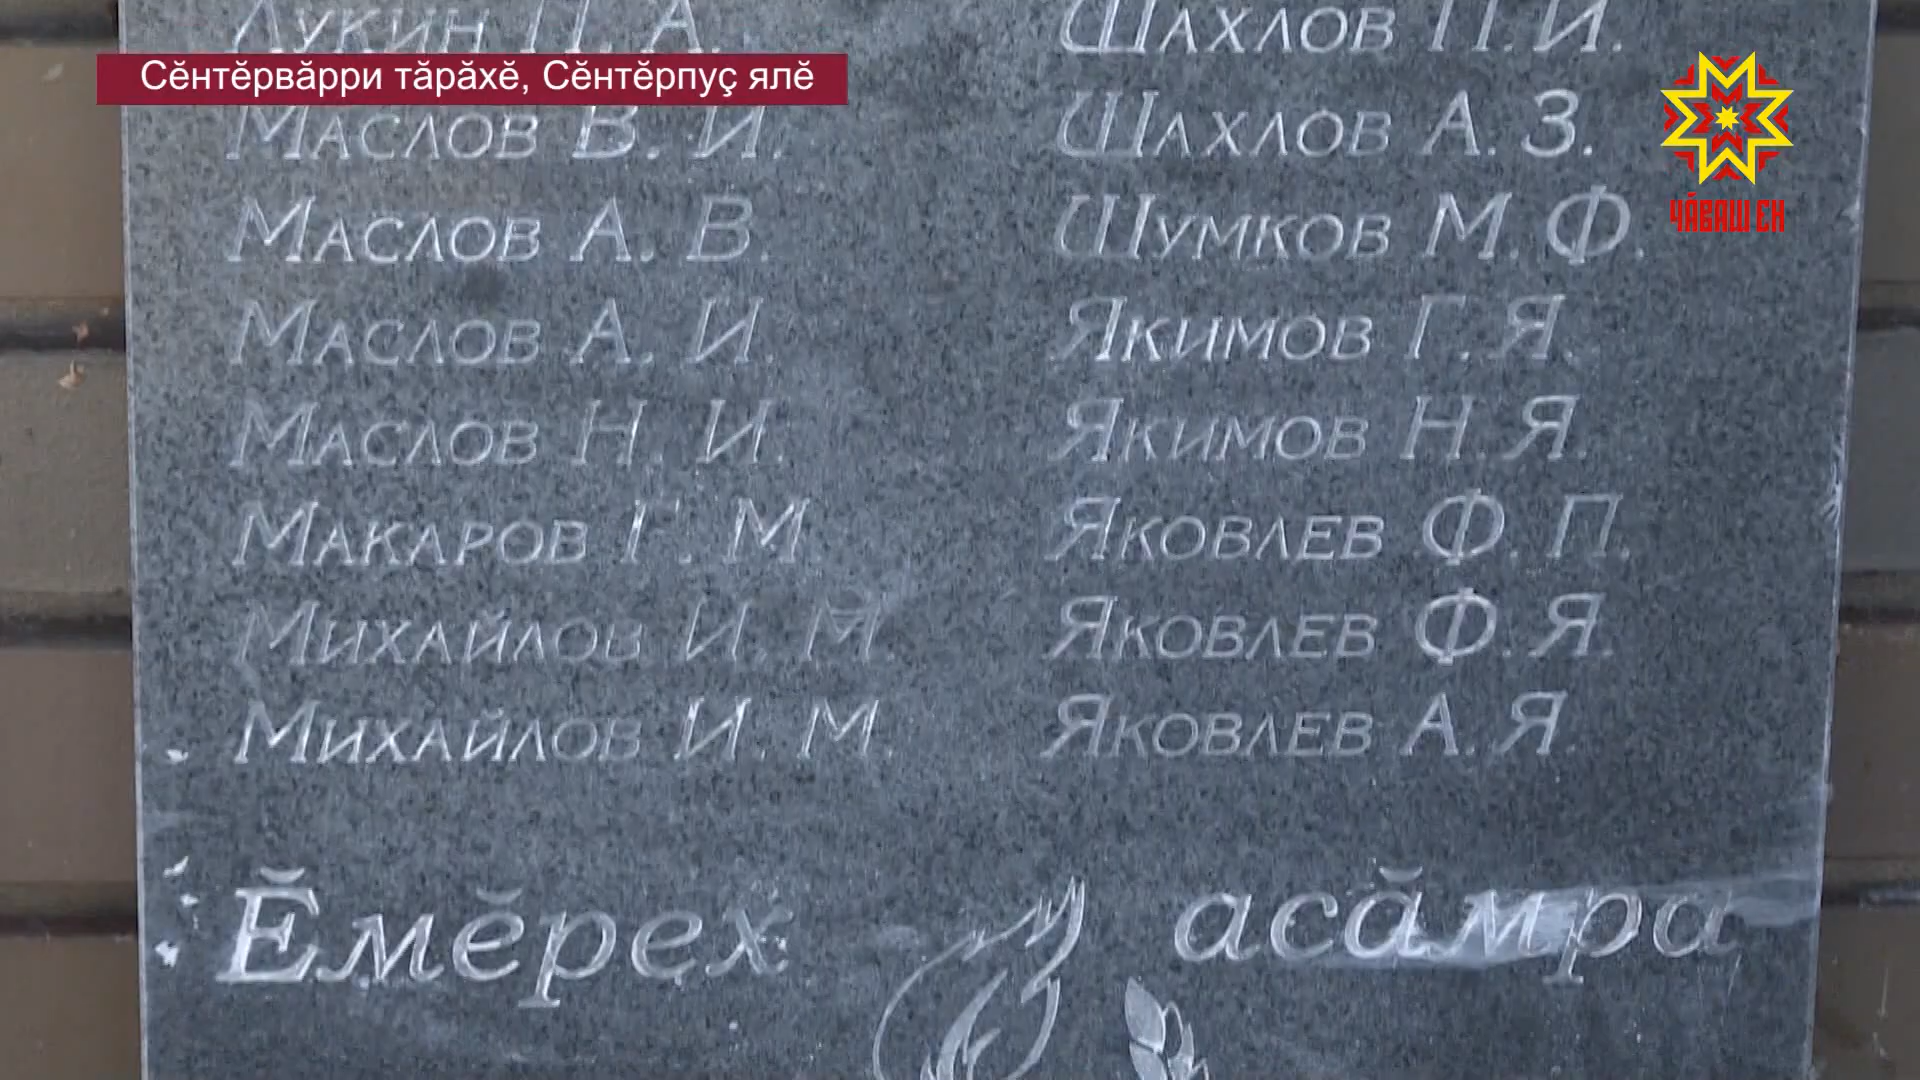 Лукин П. А.
Сĕнтĕрвăрри тăрăхĕ, Сĕнтĕрпуç ялĕ
Маслов В. И.
Маслов А. В.
Маслов А. И.
Маслов Н. И.
Макаров Г. М.
Михайлов И. М.
Михайлов И. М.
Шахлов П. И.
Шахлов А. З.
Шумков М. Ф.
Якимов Г. Я.
Якимов Н. Я.
Яковлев Ф. П.
Яковлев Ф. Я.
Яковлев А. Я.
Ĕмĕрех асăмра
ЧĂВАШ ЕН